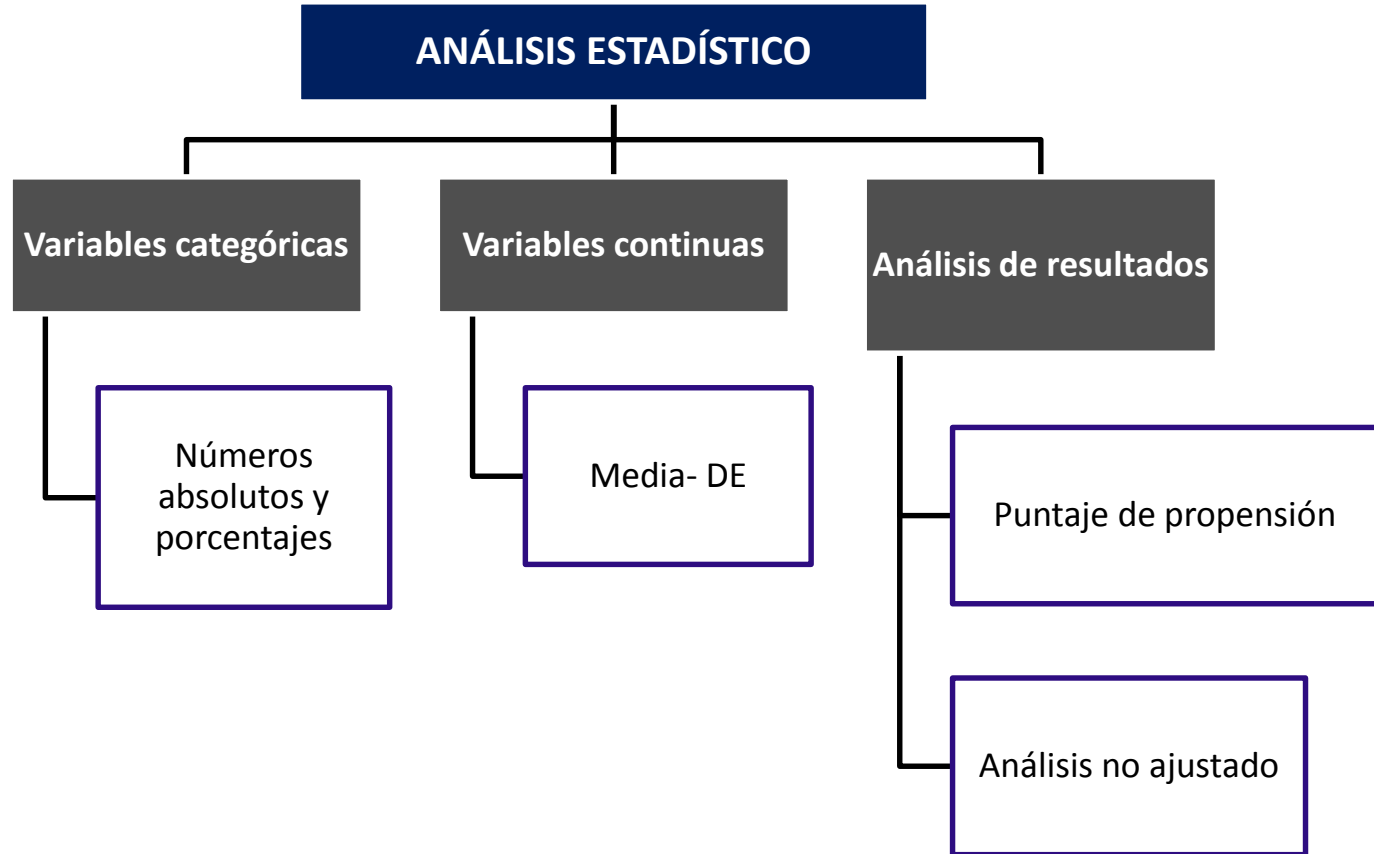 ANÁLISIS ESTADÍSTICO
Variables categóricas
Números
absolutos y
porcentajes
Variables continuas
Media- DE
Análisis de resultados
Puntaje de propensión
Análisis no ajustado